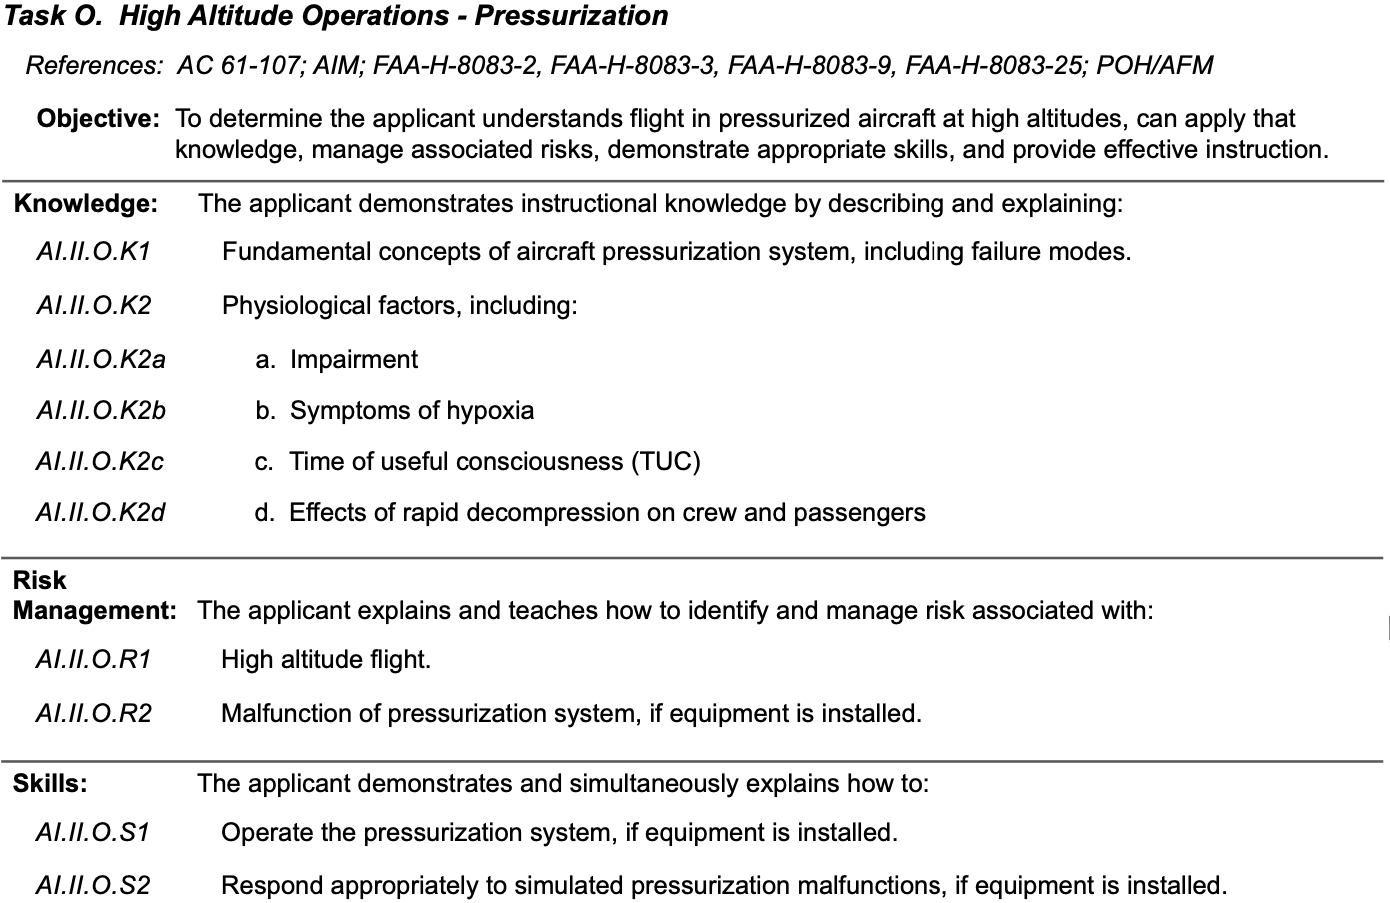 Task O. High Altitude Operations - Pressurization
References: AC 61-107; AIM; FAA-H-8083-2, FAA-H-8083-3, FAA-H-8083-9, FAA-H-8083-25; POH/AFM
Objective: To determine the applicant understands flight in pressurized aircraft at high altitudes, can apply that
knowledge, manage associated risks, demonstrate appropriate skills, and provide effective instruction.
Knowledge: The applicant demonstrates instructional knowledge by describing and explaining:
AI.II.O.K1 Fundamental concepts of aircraft pressurization system, including failure modes.
AI.II.O.K2 Physiological factors, including:
AI.II.O.K2a a. Impairment
AI.II.O.K2b b. Symptoms of hypoxia
AI.II.O.K2c c. Time of useful consciousness (TUC)
AI.II.O.K2d d. Effects of rapid decompression on crew and passengers
Risk
Management: The applicant explains and teaches how to identify and manage risk associated with:
AI.II.O.R1 High altitude flight.
AI.II.O.R2 Malfunction of pressurization system, if equipment is installed.
Skills: The applicant demonstrates and simultaneously explains how to:
AI.II.O.S1 Operate the pressurization system, if equipment is installed.
AI.II.O.S2 Respond appropriately to simulated pressurization malfunctions, if equipment is installed.